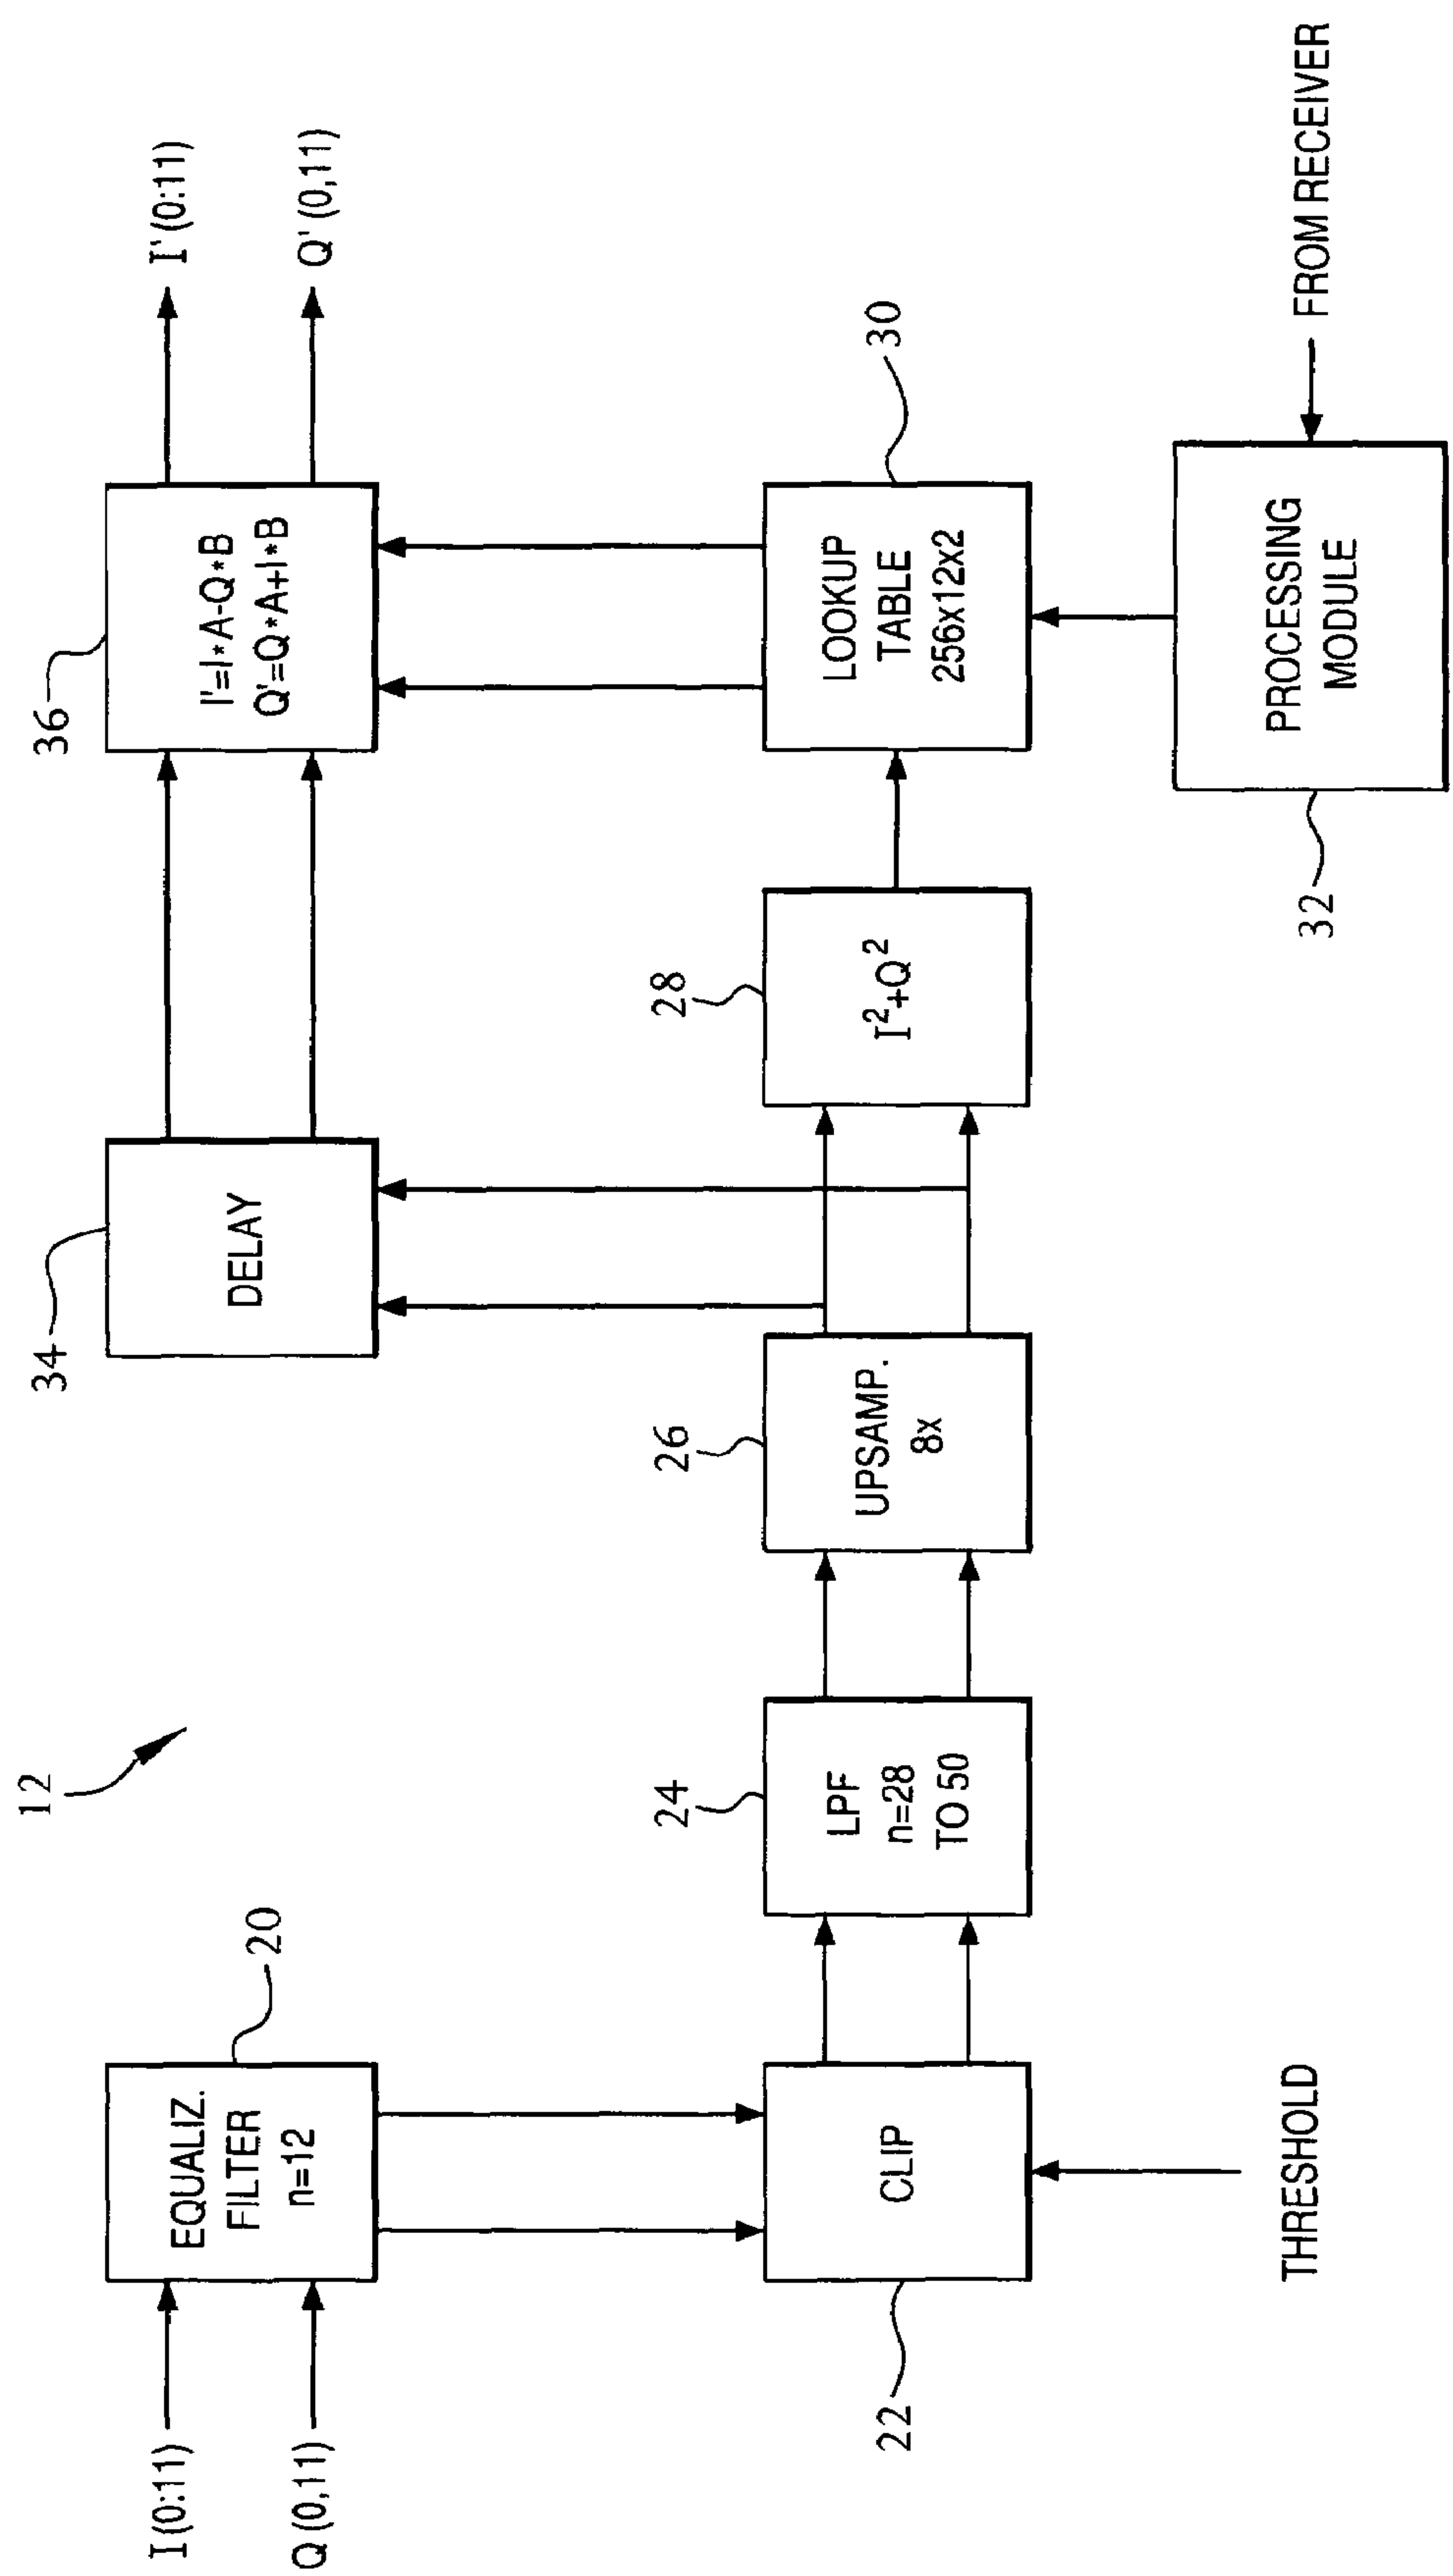 12
I (0:11)
Q (0,11)
EQUALIZ.
FILTER
n=12
20
34
DELAY
36
I'=I*A-Q*B
Q'=Q*A+I*B
I' (0:11)
Q' (0,11)
22
CLIP
THRESHOLD
24
LPF
n=28
TO 50
26
UPSAMP.
8x
28
I²+Q²
LOOKUP
TABLE
256x12x2
30
32
PROCESSING
MODULE
FROM RECEIVER